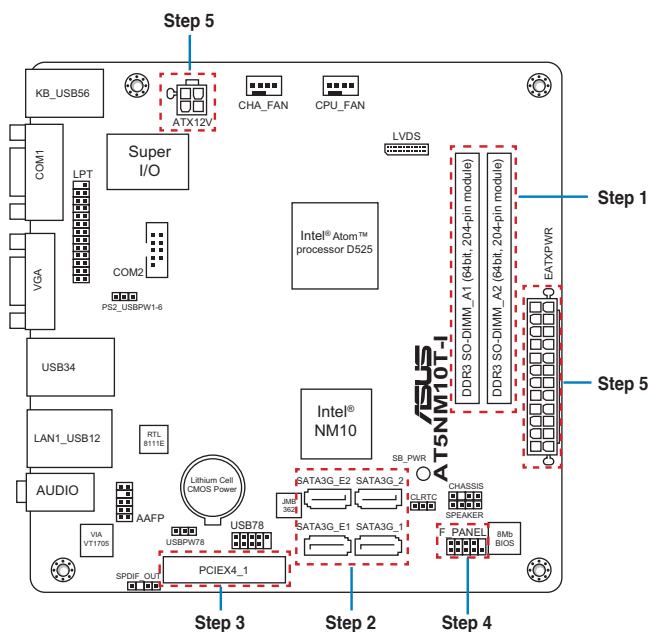 Step 5
KB_USB56
ATX12V
CHA_FAN
CPU_FAN
LVDS
COM1
LPT
Super
I/O
Step 1
DDR3 SO-DIMM_A1 (64bit, 204-pin module)
DDR3 SO-DIMM_A2 (64bit, 204-pin module)
EATXPWR
Intel® Atom™
processor D525
COM2
VGA
PS2_USBPW1-6
USB34
ASUS
AT5NM10T-I
Step 5
LAN1_USB12
RTL
8111E
Intel®
NM10
SB_PWR
AUDIO
AAFP
Lithium Cell
CMOS Power
JMB
362
SATA3G_E2
SATA3G_2
CLRTC
CHASSIS
SPEAKER
VIA
VT1705
USBPW78
USB78
SATA3G_E1
SATA3G_1
F_PANEL
8Mb
BIOS
SPDIF_OUT
PCIEX4_1
Step 3
Step 2
Step 4